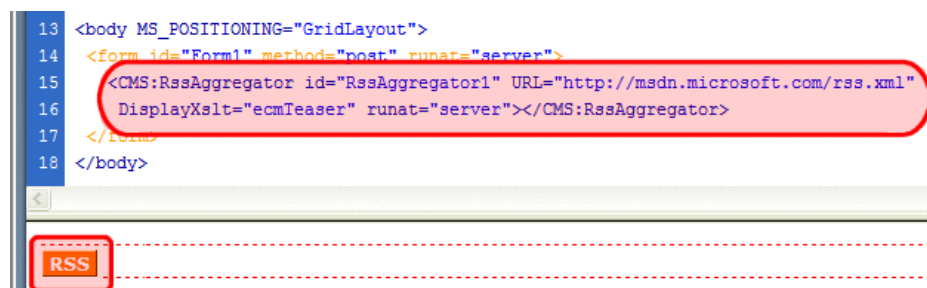 13 <body MS_POSITIONING="GridLayout">
14 <form id="Form1" method="post" runat="server">
15 <CMS:RssAggregator id="RssAggregator1" URL="http://msdn.microsoft.com/rss.xml"
16 DisplayXslt="ecmTeaser" runat="server"></CMS:RssAggregator>
17 </form>
18 </body>
RSS